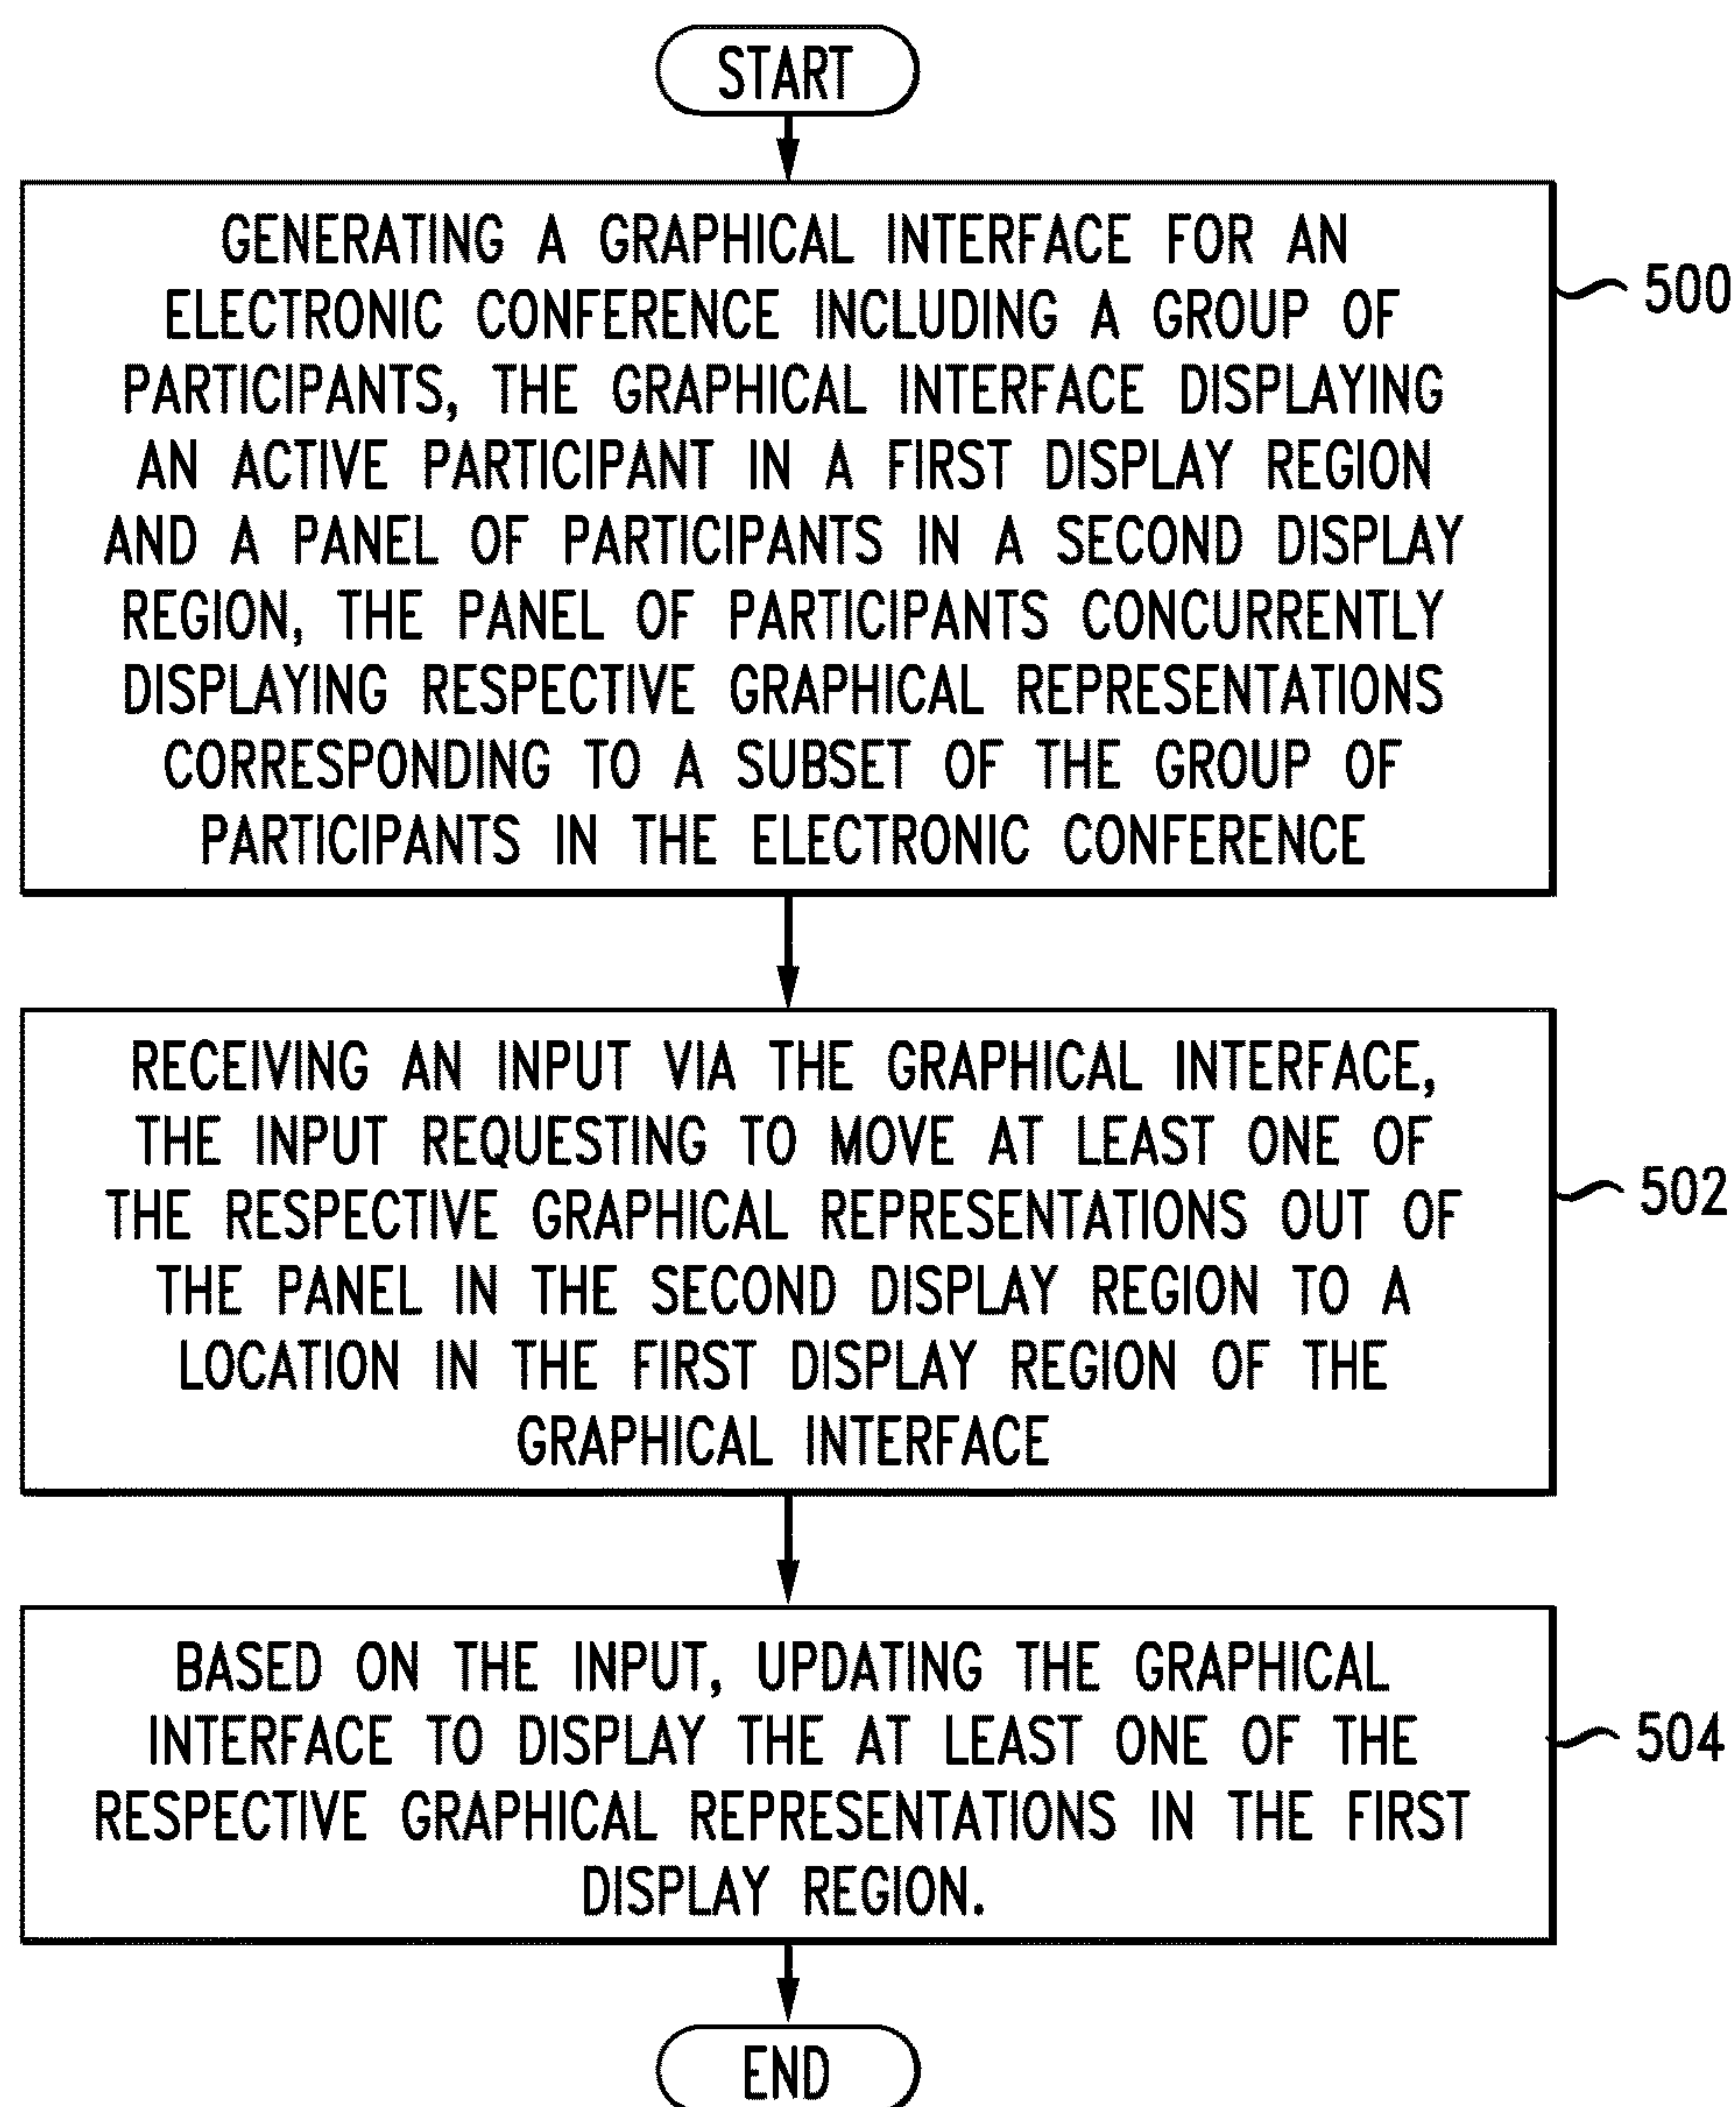 START
GENERATING A GRAPHICAL INTERFACE FOR AN
ELECTRONIC CONFERENCE INCLUDING A GROUP OF
PARTICIPANTS, THE GRAPHICAL INTERFACE DISPLAYING
AN ACTIVE PARTICIPANT IN A FIRST DISPLAY REGION
AND A PANEL OF PARTICIPANTS IN A SECOND DISPLAY
REGION, THE PANEL OF PARTICIPANTS CONCURRENTLY
DISPLAYING RESPECTIVE GRAPHICAL REPRESENTATIONS
CORRESPONDING TO A SUBSET OF THE GROUP OF
PARTICIPANTS IN THE ELECTRONIC CONFERENCE
500
RECEIVING AN INPUT VIA THE GRAPHICAL INTERFACE,
THE INPUT REQUESTING TO MOVE AT LEAST ONE OF
THE RESPECTIVE GRAPHICAL REPRESENTATIONS OUT OF
THE PANEL IN THE SECOND DISPLAY REGION TO A
LOCATION IN THE FIRST DISPLAY REGION OF THE
GRAPHICAL INTERFACE
502
BASED ON THE INPUT, UPDATING THE GRAPHICAL
INTERFACE TO DISPLAY THE AT LEAST ONE OF THE
RESPECTIVE GRAPHICAL REPRESENTATIONS IN THE FIRST
DISPLAY REGION.
504
END